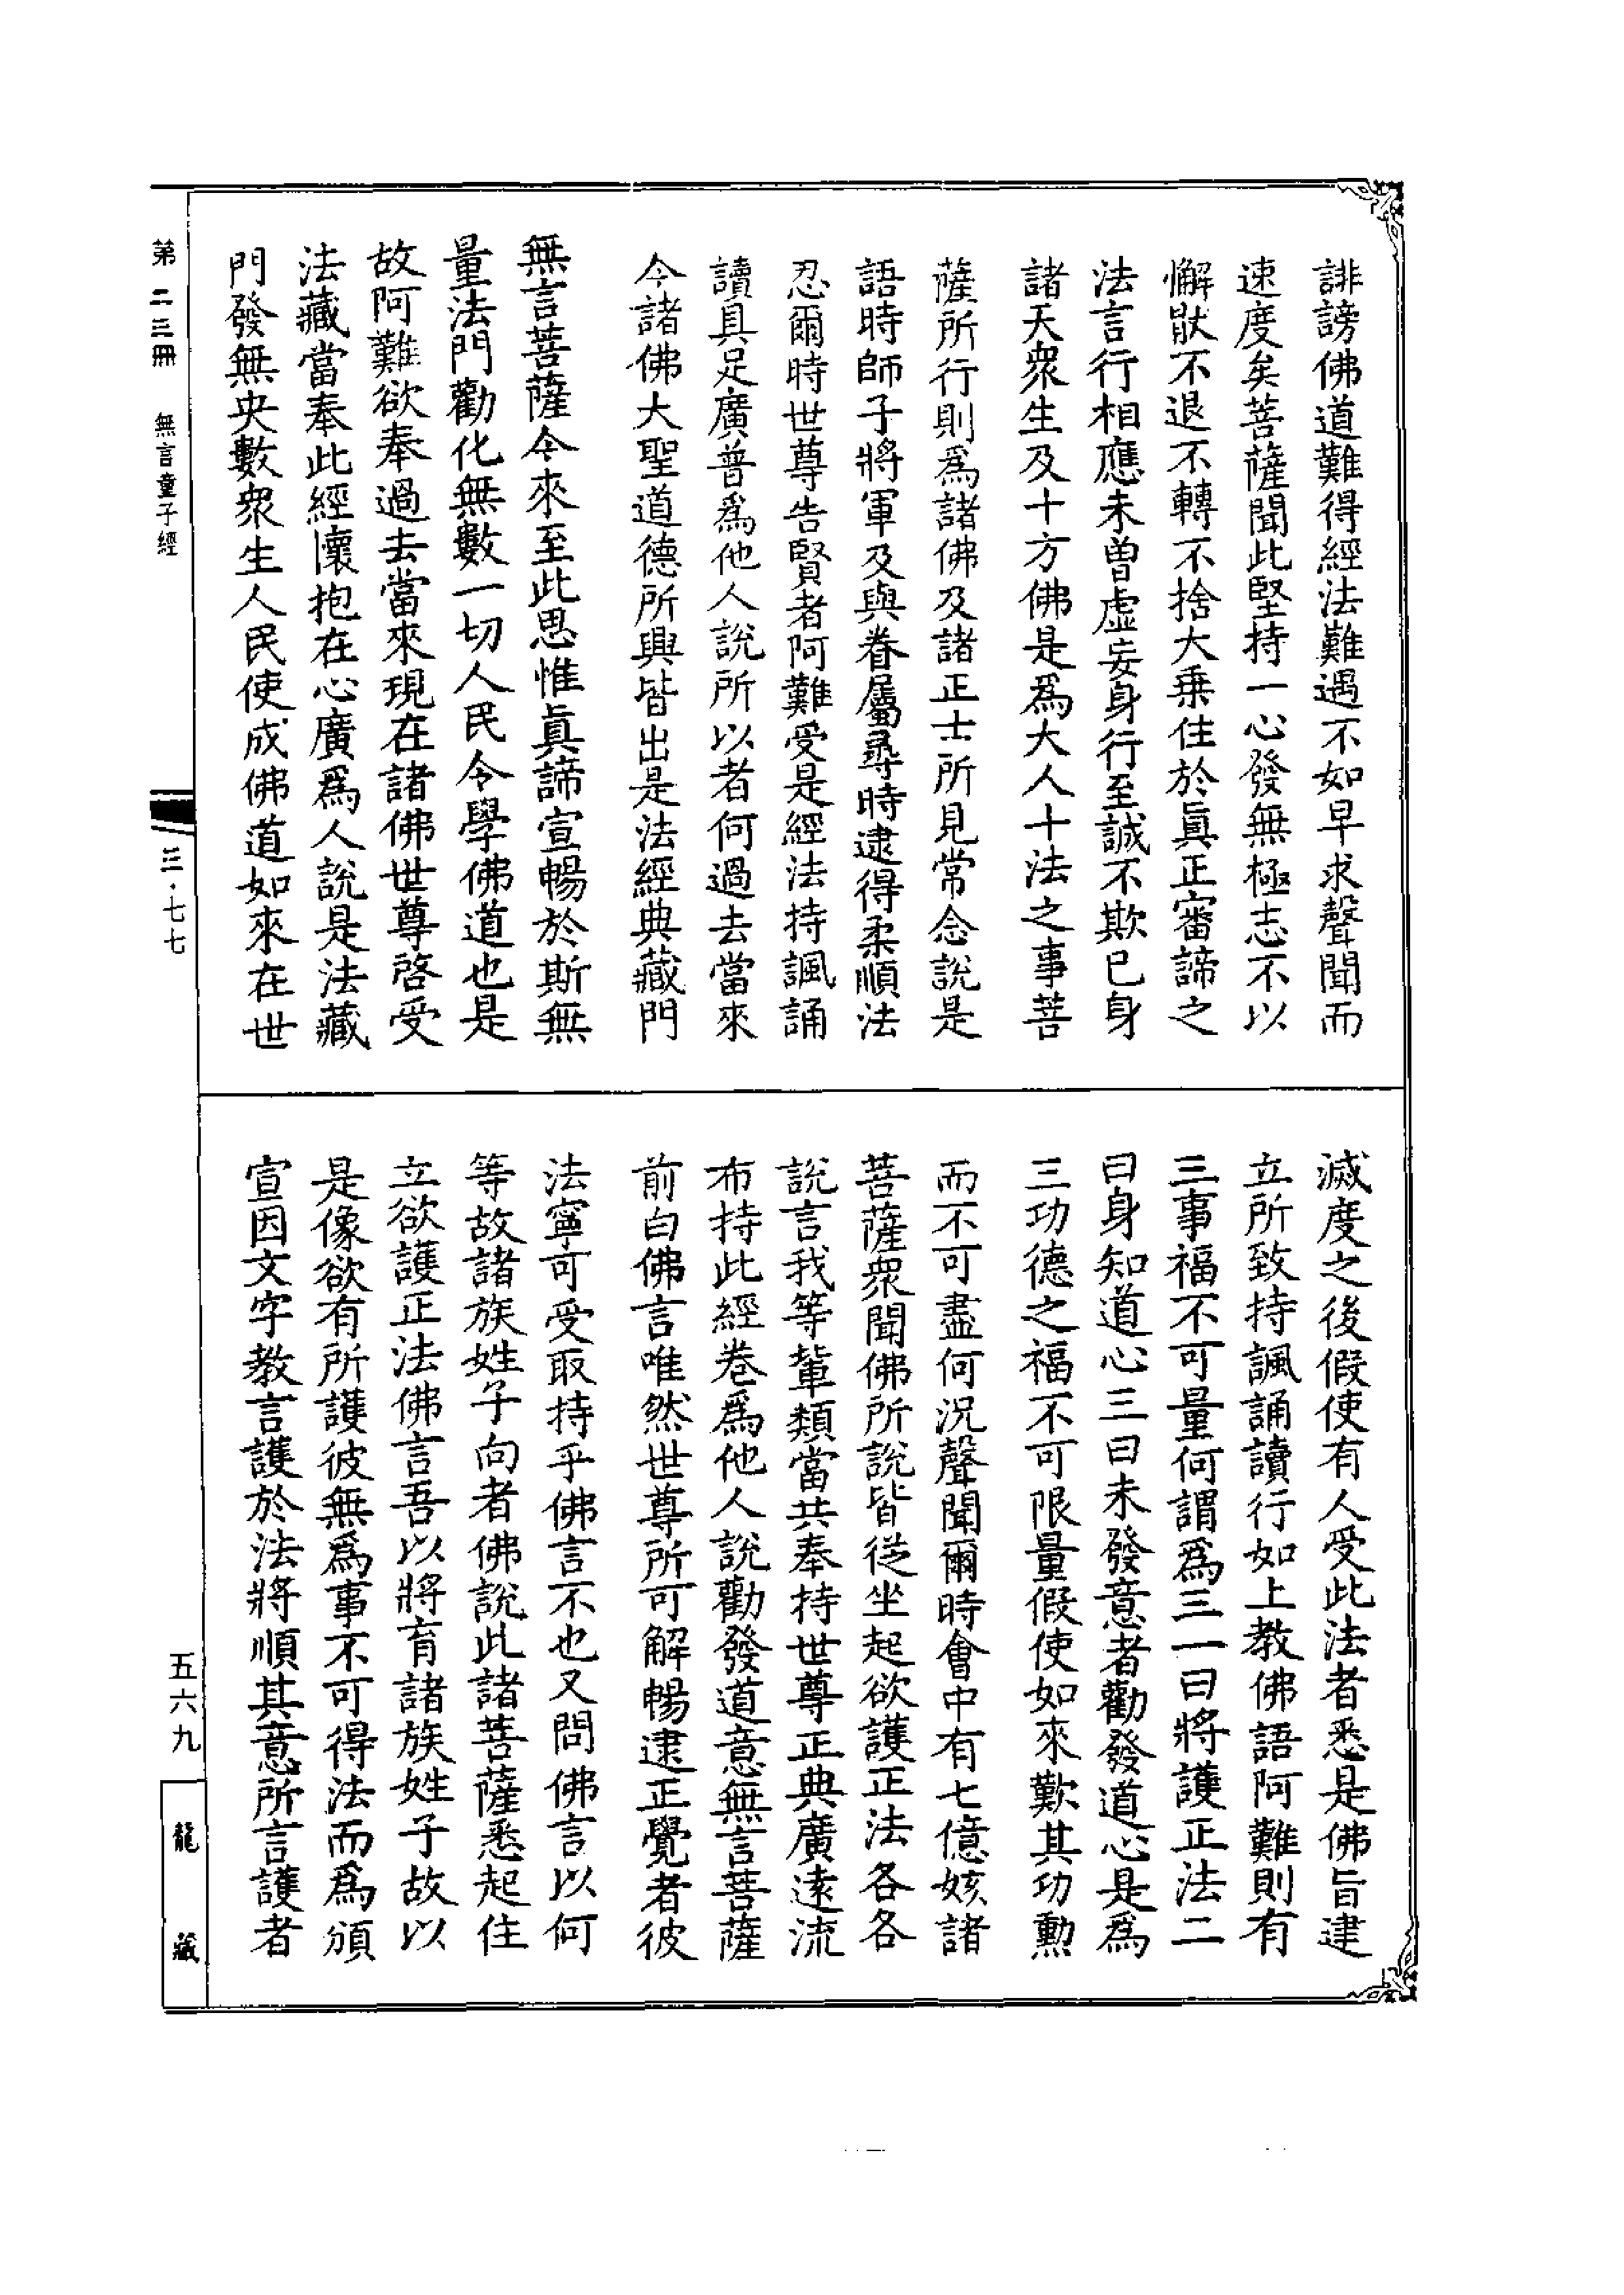 誹謗佛道難得經法難遇不如早求聲聞而
速度矣菩薩聞此堅持一心發無極志不以
懈猒不退不轉不捨大乗住於眞正審諦之
法言行相應未曽虛妄身行至誠不欺巳身
諸天衆生及十方佛是爲大人十法之事菩
薩所行則爲諸佛及諸正士所見常念說是
語時師子將軍及與眷屬尋時逮得柔順法
忍爾時世尊告賢者阿難受是經法持諷誦
讀具足廣普爲他人說所以者何過去當來
今諸佛大聖道德所興皆出是法經典藏門
無言菩薩今來至此思惟眞諦宣暢於斯無
量法門勸化無數一切人民令學佛道也是
故阿難欲奉過去當來現在諸佛世尊啓受
法藏當奉此經懷抱在心廣爲人說是法藏
門發無央數衆生人民使成佛道如來在世
滅度之後假使有人受此法者悉是佛旨建
立所致持諷誦讀行如上教佛語阿難則有
三事福不可量何謂爲三一曰將護正法二
曰身知道心三曰未發意者勸發道心是爲
三功德之福不可限量假使如來歎其功勳
而不可盡何況聲聞爾時會中有七億姟諸
菩薩衆聞佛所說皆從坐起欲護正法各各
說言我等輩類當共奉持世尊正典廣遠流
布持此經卷爲他人說勸發道意無言菩薩
前白佛言唯然世尊所可解暢逮正覺者彼
法寧可受取持乎佛言不也又問佛言以何
等故諸族姓子向者佛說此諸菩薩悉起住
立欲護正法佛言吾以將育諸族姓子故以
是像欲有所護彼無爲事不可得法而爲頒
宣因文字教言護於法將順其意所言護者
第二三冊　無言童子經
三·七七
五六九
龍藏